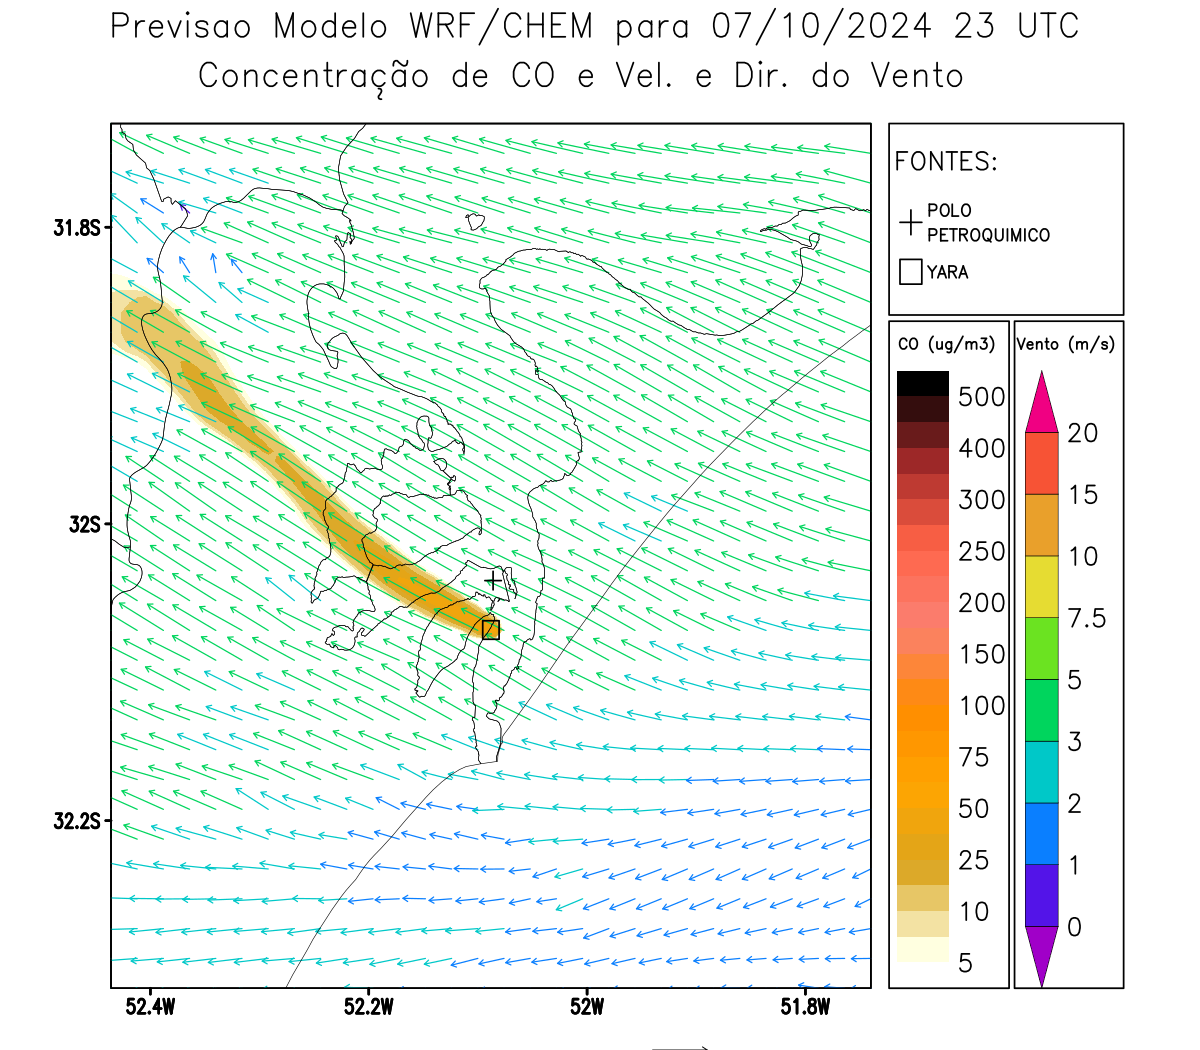 Previsao Modelo WRF/CHEM para 07/10/2024 23 UTC
Concentração de CO e Vel. e Dir. do Vento
FONTES:
POLO
PETROQUIMICO
YARA
CO (ug/m3)
500
400
300
250
200
150
100
75
50
25
10
5
Vento (m/s)
20
15
10
7.5
5
3
2
1
0
31.8S
32S
32.2S
52.4W
52.2W
52W
51.8W